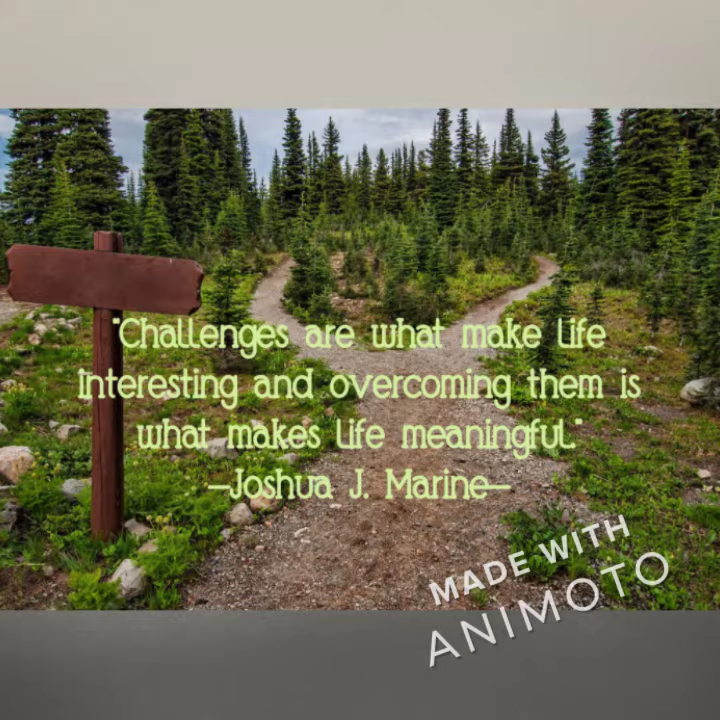 "Challenges are what make life
interesting and overcoming them is
what makes life meaningful."
—Joshua J. Marine—
MADE WITH
ANIMOTO